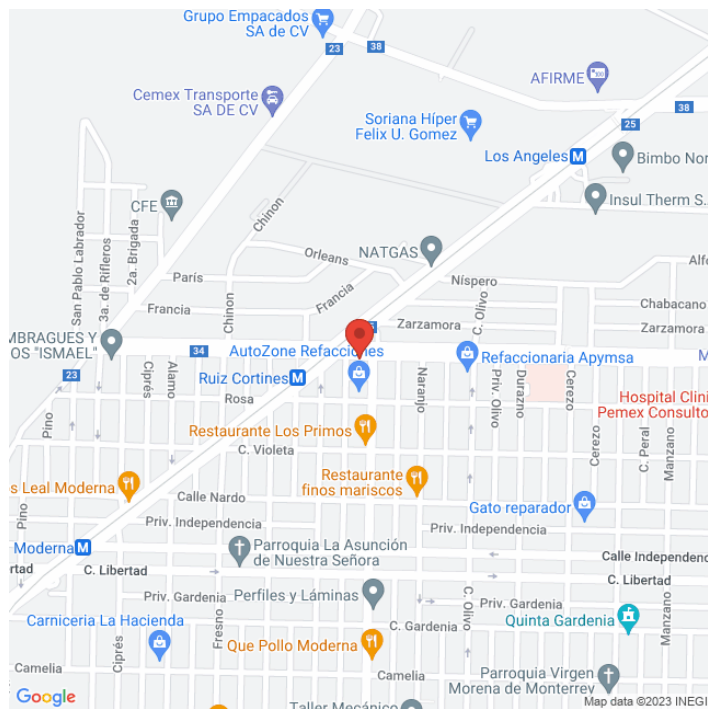 Grupo Empacados
SA de CV
23
38
Cemex Transporte
SA DE CV
AFIRME
38
25
Soriana Híper
Felix U. Gomez
Los Angeles
M
Bimbo Nor
Insul Therm S..
CFE
San Pablo Labrador
3a. de Rifleros
2a. Brigada
Chinon
Orleans
NATGAS
París
Níspero
Alfo
Francia
Francia
Chinon
Chabacano
Zarzamora
Zarzamora
C. Olivo
MBRAGUES Y
OS "ISMAEL"
34
AutoZone Refacciones
Refaccionaria Apymsa
M
23
Ciprés
Alamo
Ruiz Cortines
M
Naranjo
Priv. Olivo
Durazno
Cerezo
Rosa
Hospital Clíni
Pemex Consulto
Pino
Restaurante Los Primos
C. Violeta
Cerezo
C. Peral
Manzano
s Leal Moderna
Restaurante
finos mariscos
Calle Nardo
Gato reparador
Pino
Priv. Independencia
Priv. Independencia
Moderna
M
Parroquia La Asunción
de Nuestra Señora
Calle Independenc
ertad
C. Libertad
C. Libertad
Priv. Gardenia
Perfiles y Láminas
Priv. Gardenia
C. Olivo
Manzano
Carniceria La Hacienda
Fresno
C. Gardenia
Quinta Gardenia
Ciprés
Que Pollo Moderna
Camelia
Camelia
Parroquia Virgen
Morena de Monterrey
Google
Taller Mecánico
Map data ©2023 INEGI